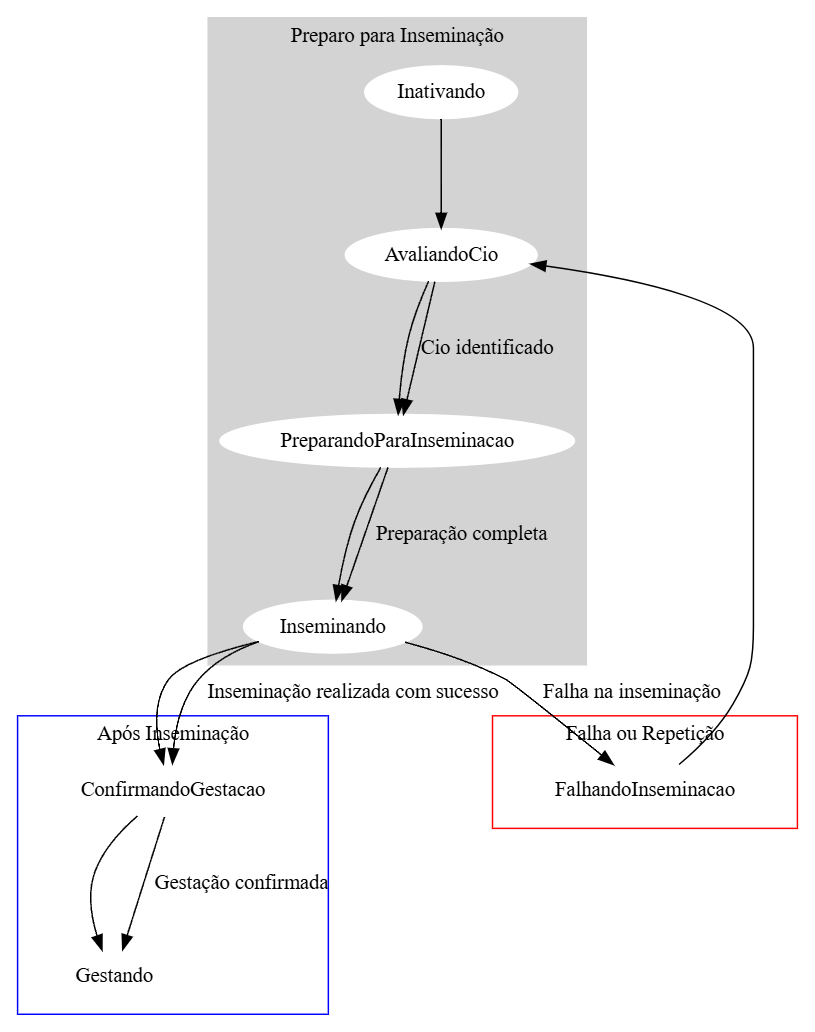 Preparo para Inseminação
Inativando
AvaliandoCio
Cio identificado
PreparandoParaInseminacao
Preparação completa
Inseminando
Inseminação realizada com sucesso
Falha na inseminação
Após Inseminação
Falha ou Repetição
ConfirmandoGestacao
FalhandoInseminacao
Gestação confirmada
Gestando